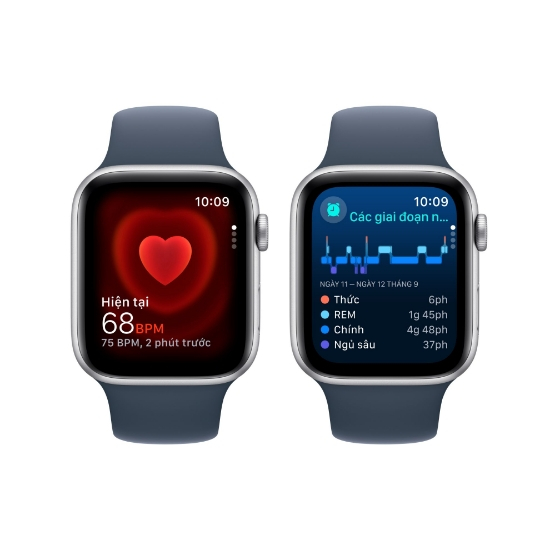 10:09
Hiện tại
68BPM
75 BPM, 2 phút trước
10:09
Các giai đoạn n...
NGÀY 11 – NGÀY 12 THÁNG 9
Thức 6ph
REM 1g 45ph
Chính 4g 48ph
Ngủ sâu 37ph